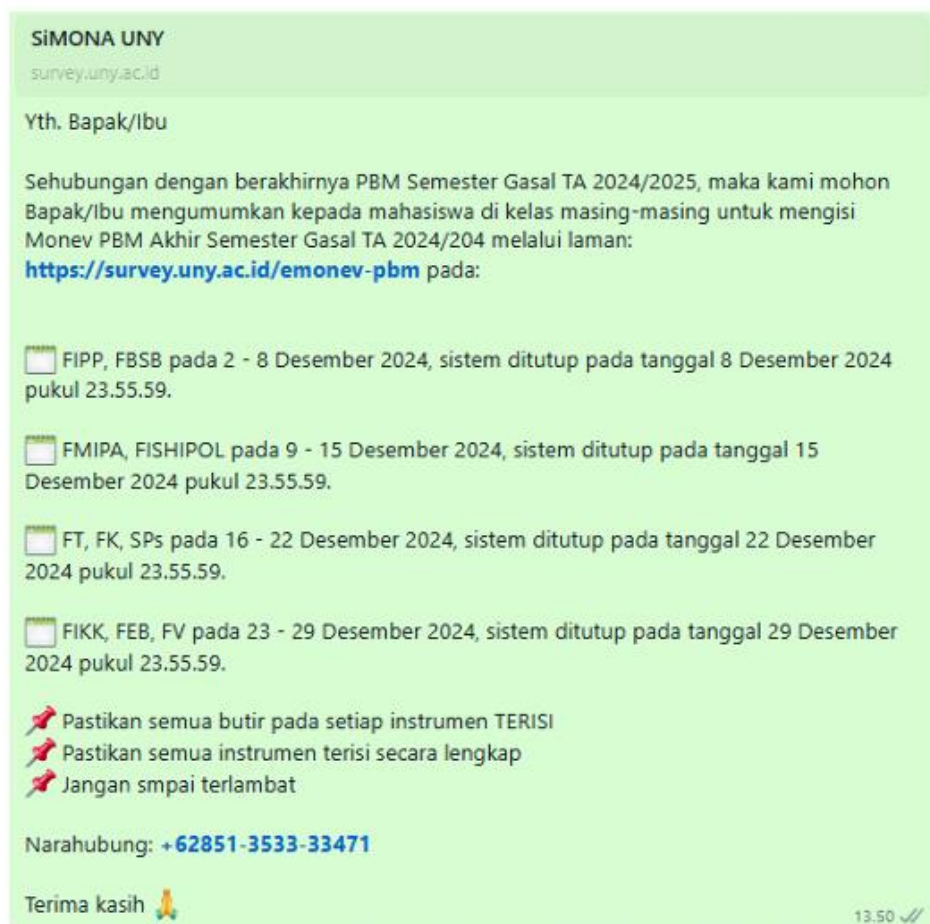 SiMONA UNY
survey.uny.ac.id
Yth. Bapak/Ibu
Sehubungan dengan berakhirnya PBM Semester Gasal TA 2024/2025, maka kami mohon
Bapak/Ibu mengumumkan kepada mahasiswa di kelas masing-masing untuk mengisi
Monev PBM Akhir Semester Gasal TA 2024/204 melalui laman:
https://survey.uny.ac.id/emonev-pbm pada:
FIPP, FBSB pada 2 - 8 Desember 2024, sistem ditutup pada tanggal 8 Desember 2024
pukul 23.55.59.
FMIPA, FISHIPOL pada 9 - 15 Desember 2024, sistem ditutup pada tanggal 15
Desember 2024 pukul 23.55.59.
FT, FK, SPs pada 16 - 22 Desember 2024, sistem ditutup pada tanggal 22 Desember
2024 pukul 23.55.59.
FIKK, FEB, FV pada 23 - 29 Desember 2024, sistem ditutup pada tanggal 29 Desember
2024 pukul 23.55.59.
📌 Pastikan semua butir pada setiap instrumen TERISI
📌 Pastikan semua instrumen terisi secara lengkap
📌 Jangan smpai terlambat
Narahubung: +62851-3533-33471
Terima kasih 🙏
13.50